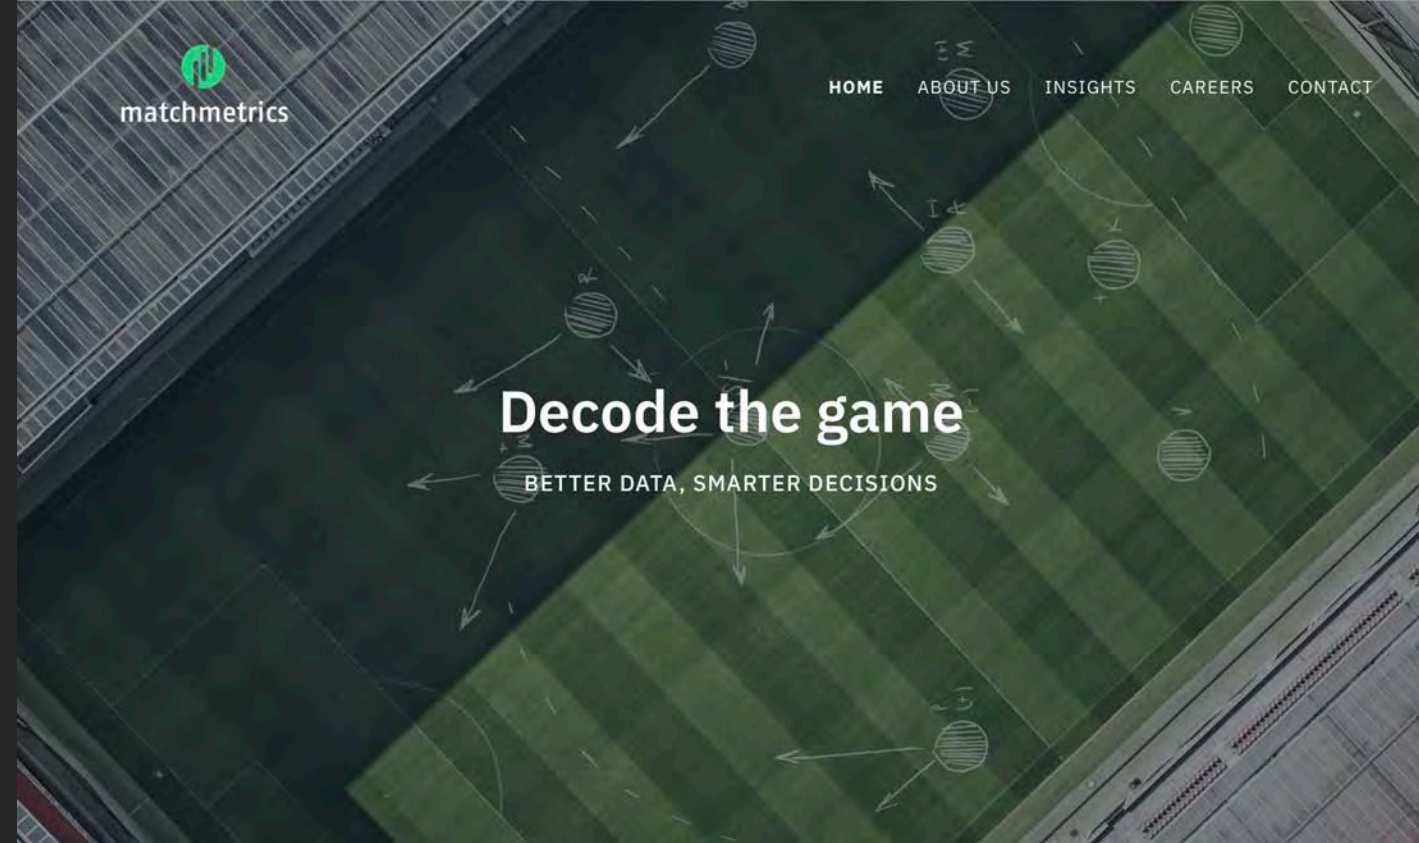 matchmetrics
HOME ABOUT US INSIGHTS CAREERS CONTACT
Decode the game
BETTER DATA, SMARTER DECISIONS